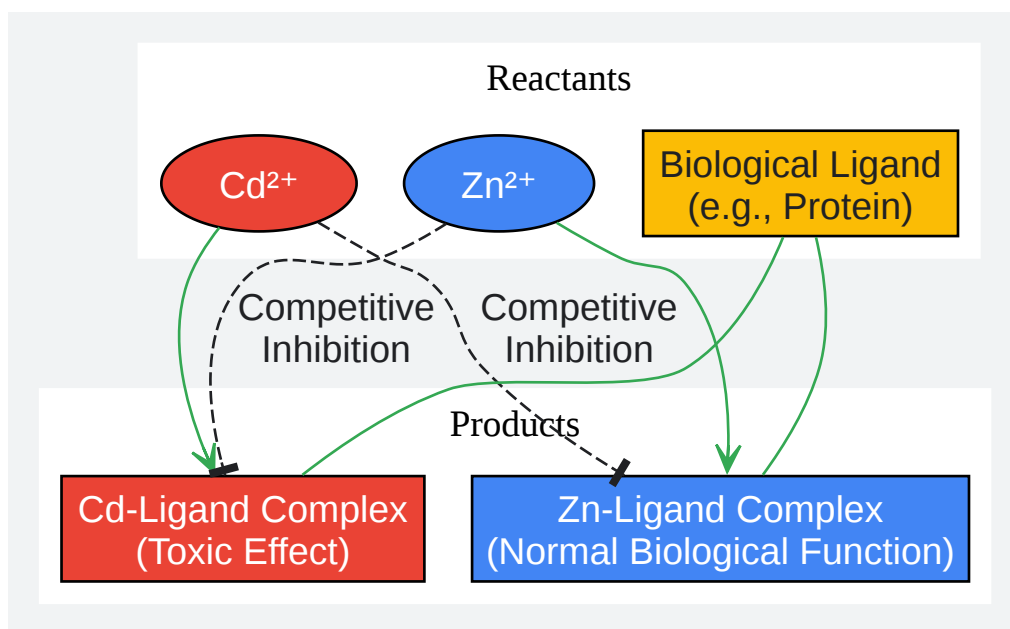 Reactants
Cd²⁺
Zn²⁺
Biological Ligand
(e.g., Protein)
Competitive
Inhibition
Competitive
Inhibition
Products
Cd-Ligand Complex
(Toxic Effect)
Zn-Ligand Complex
(Normal Biological Function)